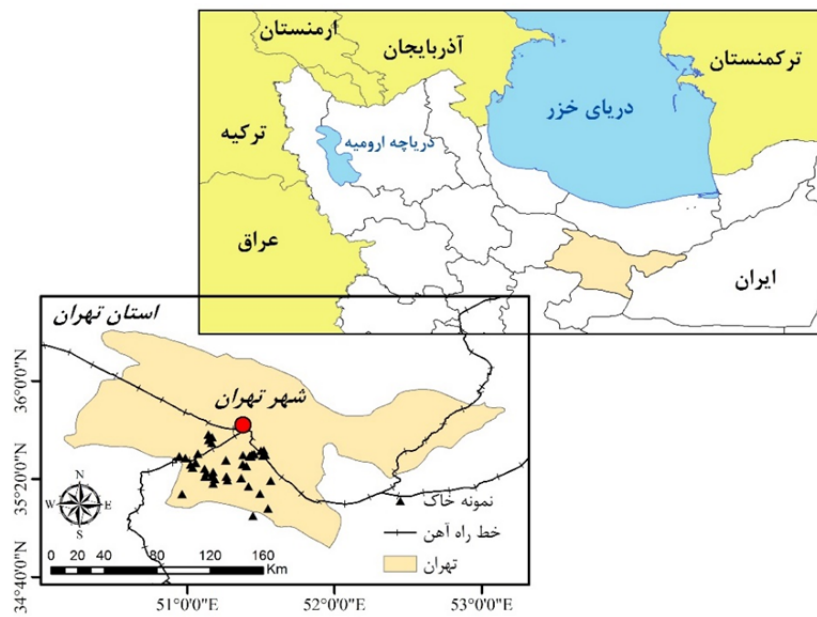 ارمنستان
آذربایجان
ترکمنستان
دریای خزر
ترکیه
دریاچه ارومیه
عراق
ایران
استان تهران
شهر تهران
36°0'0"N
35°20'0"N
34°40'0"N
N
W
E
S
نمونه خاک
خط راه آهن
تهران
0 10 20 40 80 120 160
Km
51°0'0"E
52°0'0"E
53°0'0"E